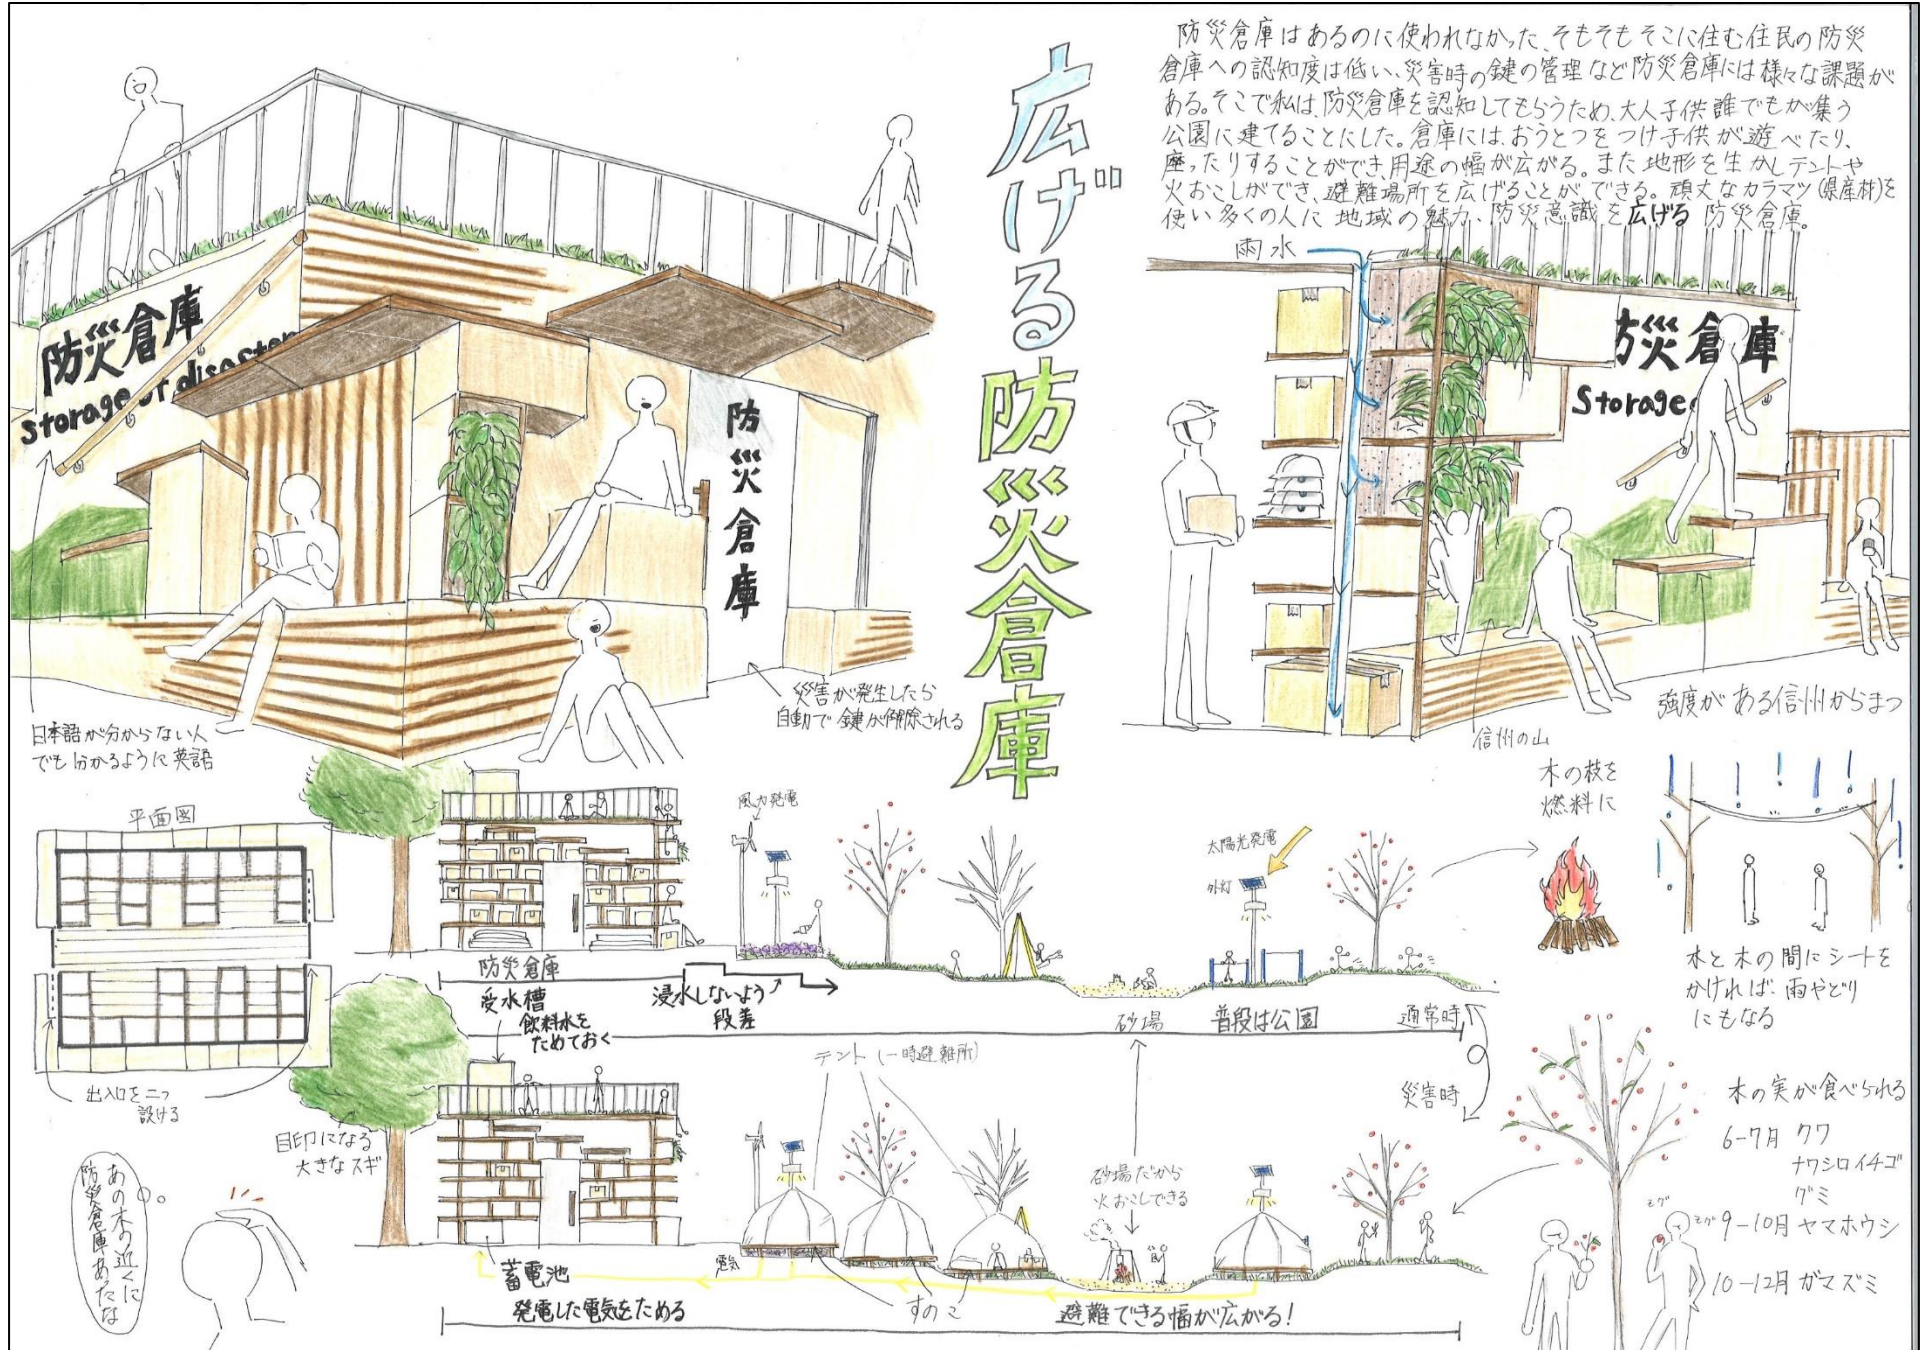 防災倉庫はあるのに使われなかった、そもそもそこに住む住民の防災
倉庫への認知度は低い、災害時の鍵の管理など防災倉庫には様々な課題が
ある。そこで私は、防災倉庫を認知してもらうため、大人子供誰でもが集う
公園に建てることにした。倉庫には、おうとつをつけ子供が遊べたり、
座ったりすることができ、用途の幅が広がる。また地形を生かしテントや
火おこしができ、避難場所を広げることができる。頑丈なカラマツ(県産材)を
使い多くの人に地域の魅力、防災意識を広げる防災倉庫。
広げる防災倉庫
防災倉庫
storage of disaster
防災倉庫
災害が発生したら
自動で鍵が解除される
日本語が分からない人
でも分かるように英語
雨水
防災倉庫
Storage
強度がある信州からまつ
信州の山
平面図
出入口を二つ
設ける
目印になる
大きなスギ
あの木の近くに
防災倉庫あったな
風力発電
太陽光発電
外灯
防災倉庫
受水槽
飲料水を
ためておく
浸水しないよう
段差
砂場
普段は公園
通常時
災害時
テント(一時避難所)
砂場だから
火おこしできる
電気
蓄電池
発電した電気をためる
すのこ
避難できる幅が広がる!
木の枝を
燃料に
木と木の間にシートを
かければ、雨やどり
にもなる
木の実が食べられる
6-7月 クワ
ナワシロイチゴ
グミ
9-10月 ヤマボウシ
10-12月 ガマズミ
モグ
モグ